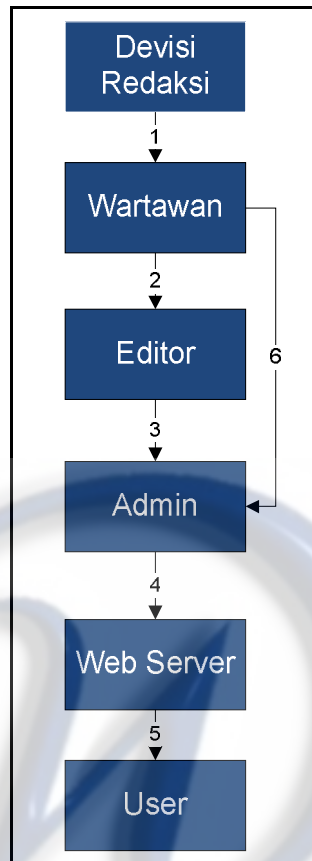 Devisi
Redaksi
1
Wartawan
2
6
Editor
3
Admin
4
Web Server
5
User